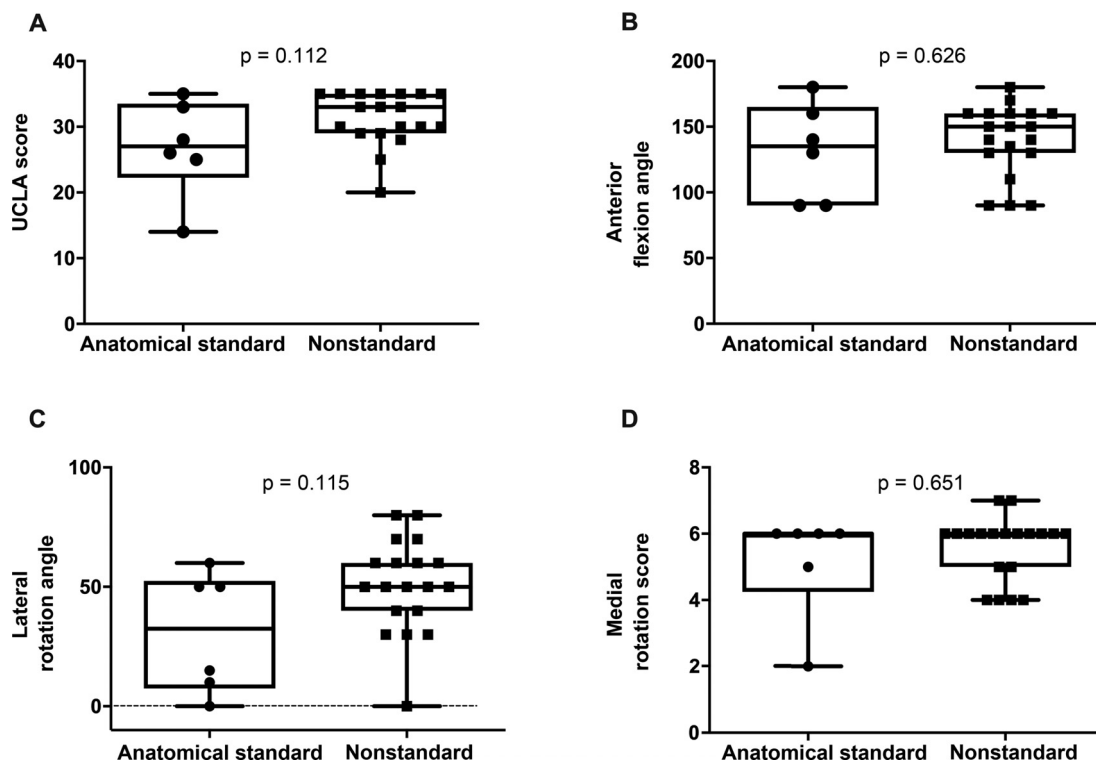 A
p = 0.112
UCLA score
40
30
20
10
0
Anatomical standard
Nonstandard
B
p = 0.626
Anterior
flexion angle
200
150
100
50
0
Anatomical standard
Nonstandard
C
p = 0.115
Lateral
rotation angle
100
50
0
Anatomical standard
Nonstandard
D
p = 0.651
Medial
rotation score
8
6
4
2
0
Anatomical standard
Nonstandard